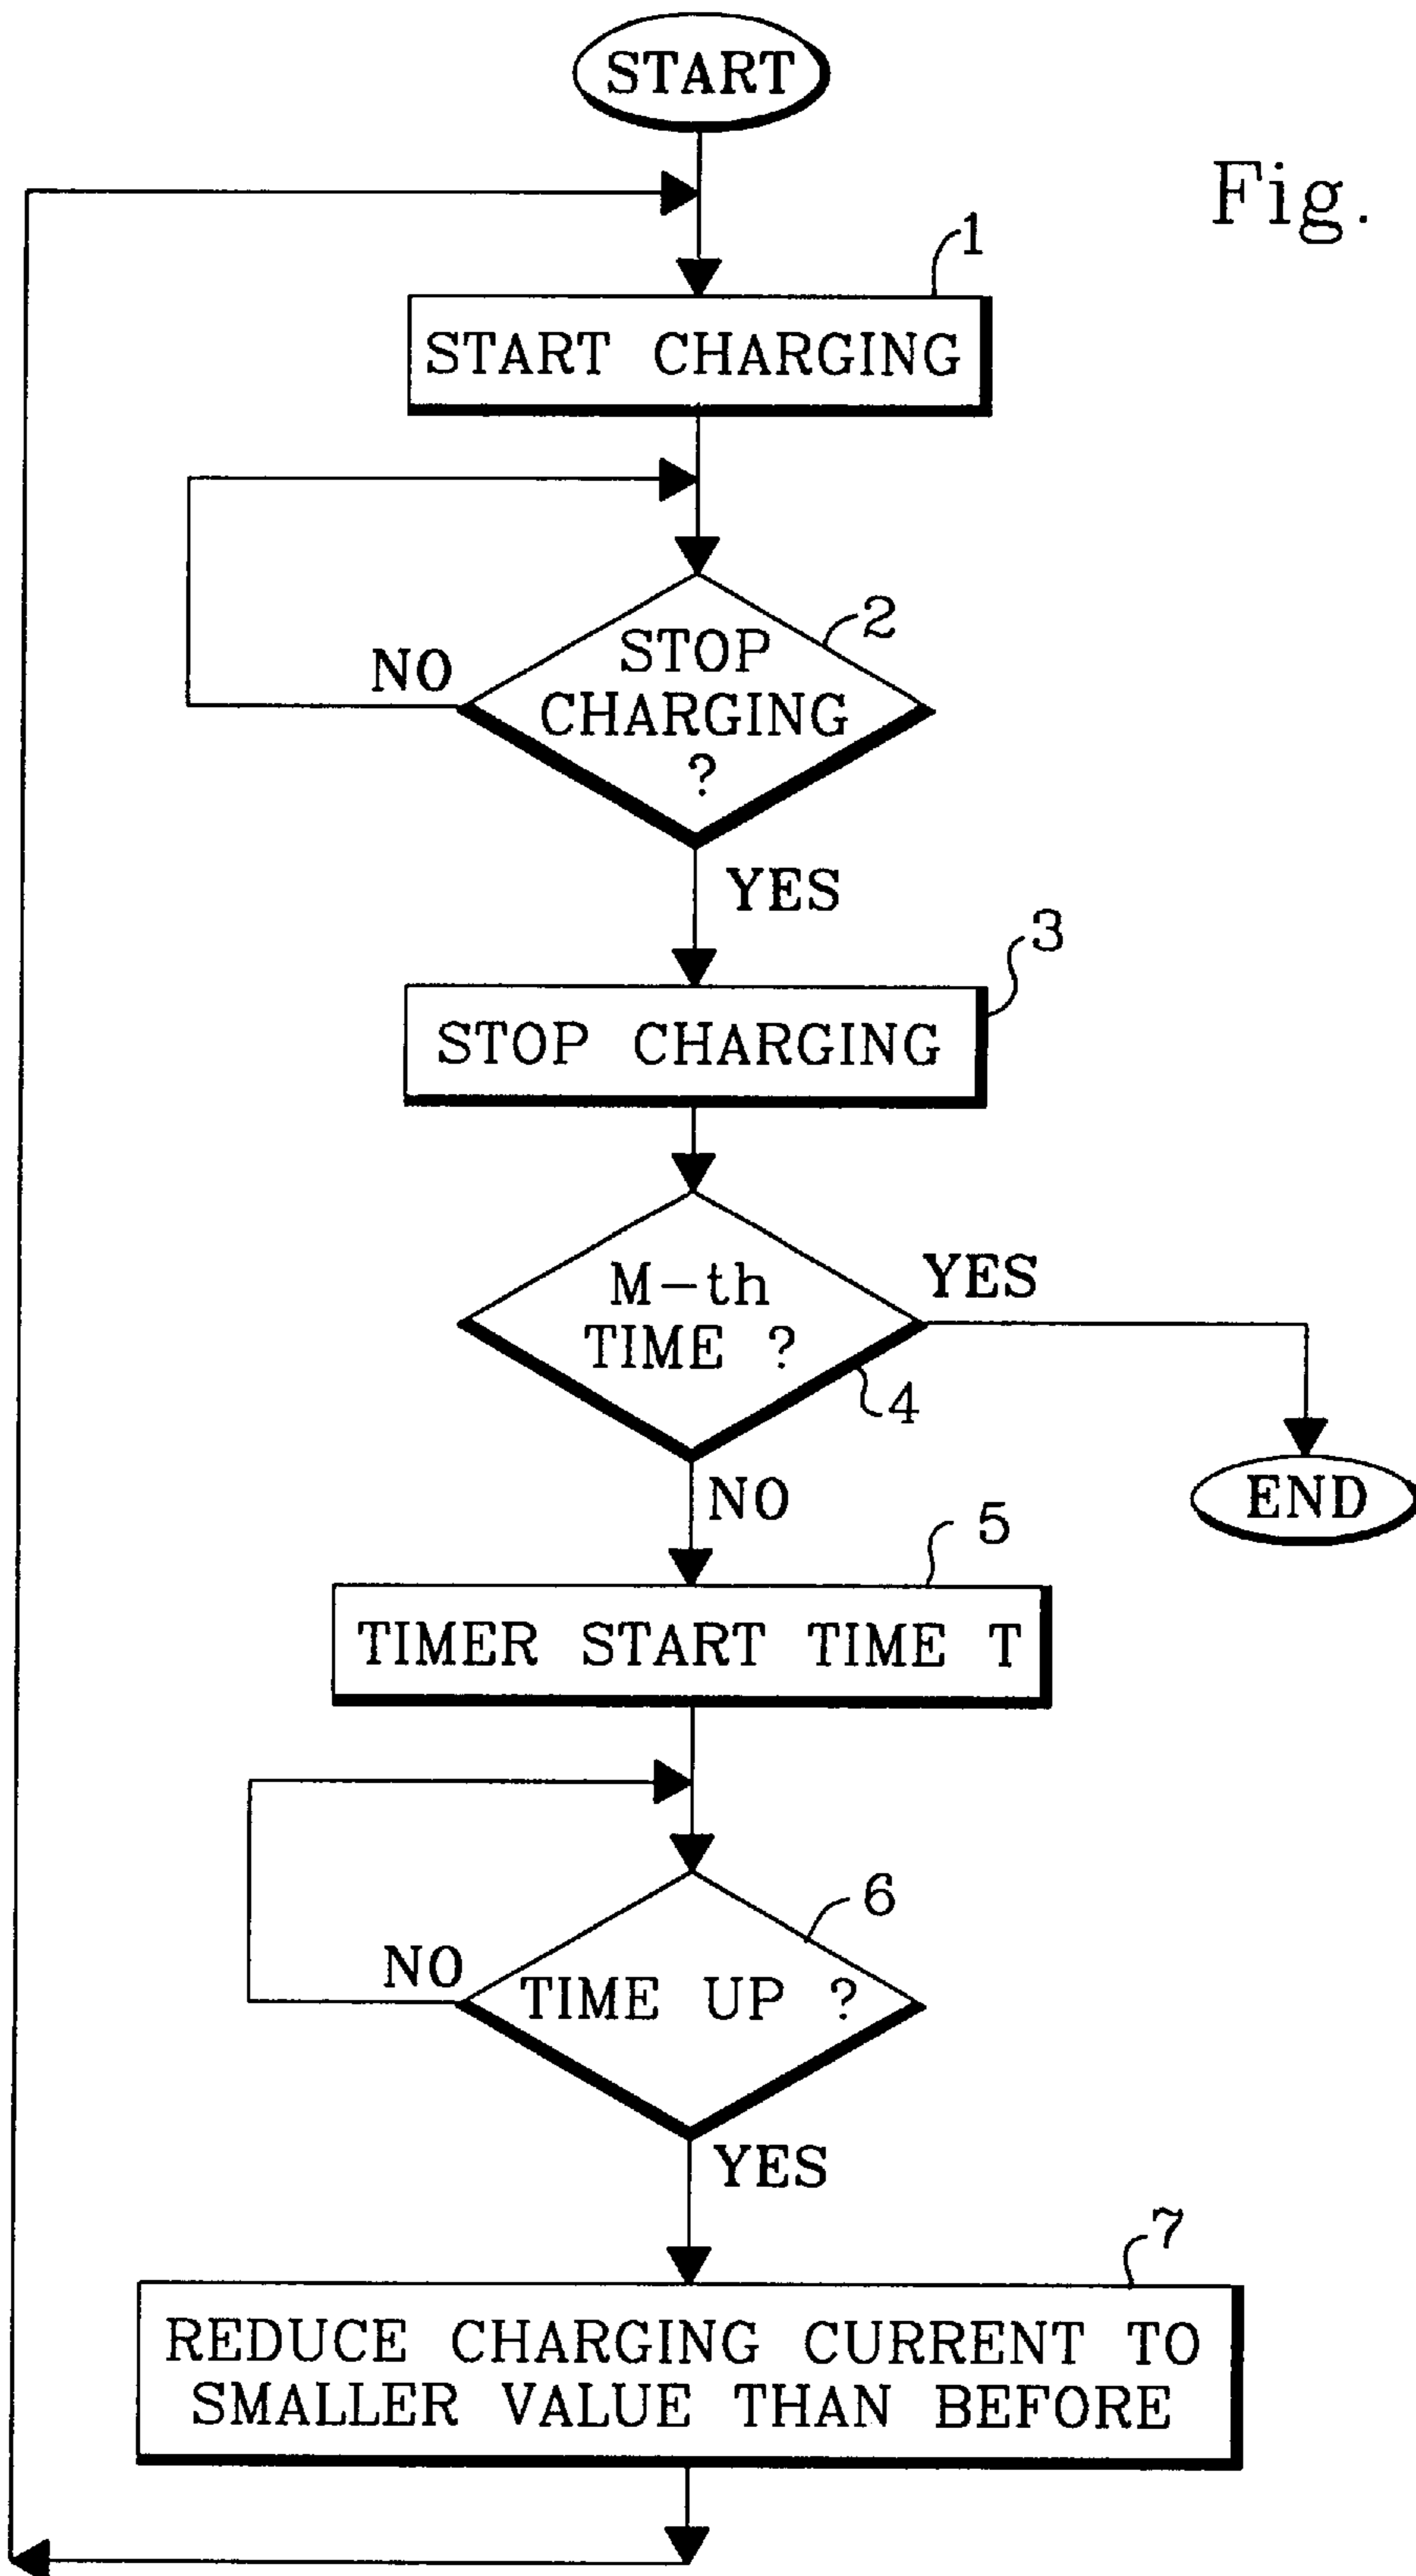 START
Fig.
1
START CHARGING
2
STOP
CHARGING
?
NO
YES
3
STOP CHARGING
M-th
TIME ?
YES
4
NO
END
5
TIMER START TIME T
6
NO
TIME UP ?
YES
7
REDUCE CHARGING CURRENT TO
SMALLER VALUE THAN BEFORE